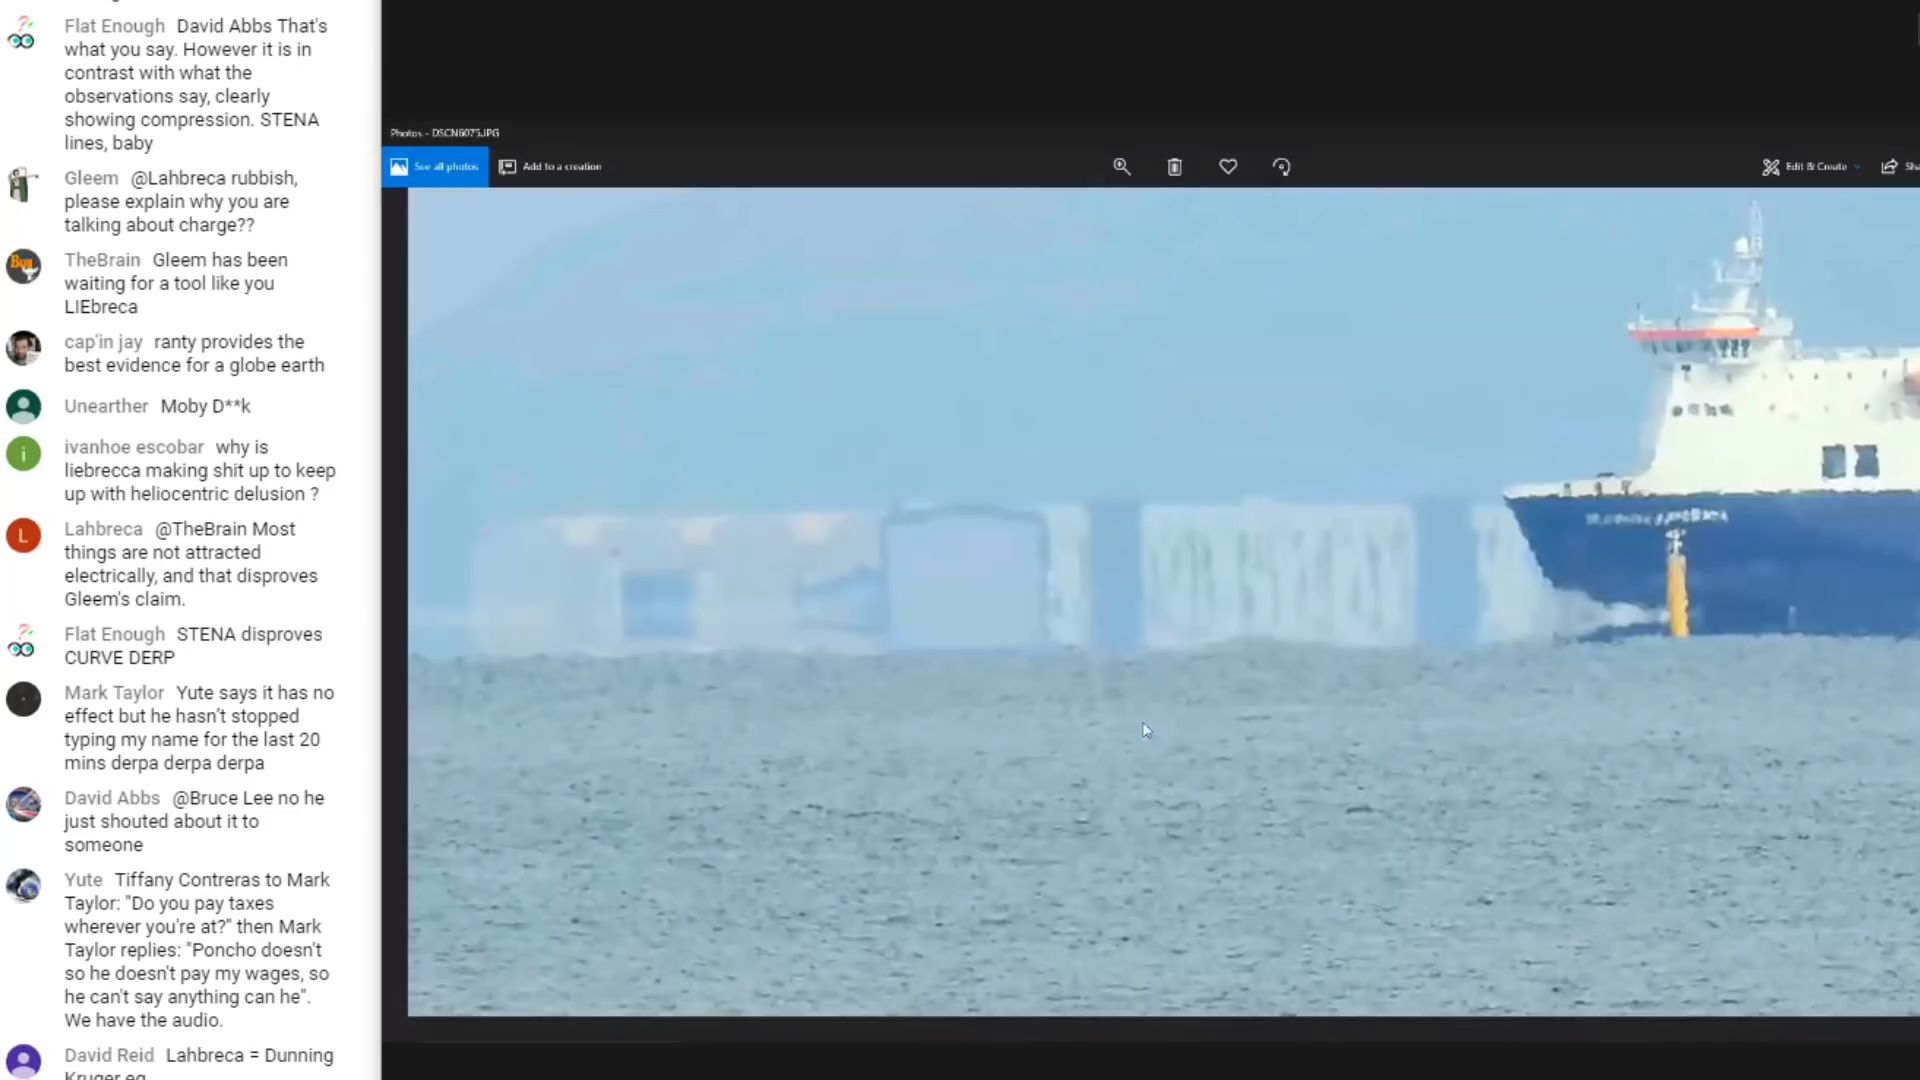 Flat Enough David Abbs That's
what you say. However it is in
contrast with what the
observations say, clearly
showing compression. STENA
lines, baby
Gleem @Lahbreca rubbish,
please explain why you are
talking about charge??
TheBrain Gleem has been
waiting for a tool like you
LIEbreca
cap'in jay ranty provides the
best evidence for a globe earth
Unearther Moby D**k
ivanhoe escobar why is
liebrecca making shit up to keep
up with heliocentric delusion ?
L Lahbreca @TheBrain Most
things are not attracted
electrically, and that disproves
Gleem's claim.
Flat Enough STENA disproves
CURVE DERP
Mark Taylor Yute says it has no
effect but he hasn't stopped
typing my name for the last 20
mins derpa derpa derpa
David Abbs @Bruce Lee no he
just shouted about it to
someone
Yute Tiffany Contreras to Mark
Taylor: "Do you pay taxes
wherever you're at?" then Mark
Taylor replies: "Poncho doesn't
so he doesn't pay my wages, so
he can't say anything can he".
We have the audio.
David Reid Lahbreca = Dunning
Kruger eg
Photos - DSCN6075.JPG
See all photos
Add to a creation
Edit & Create
Sha